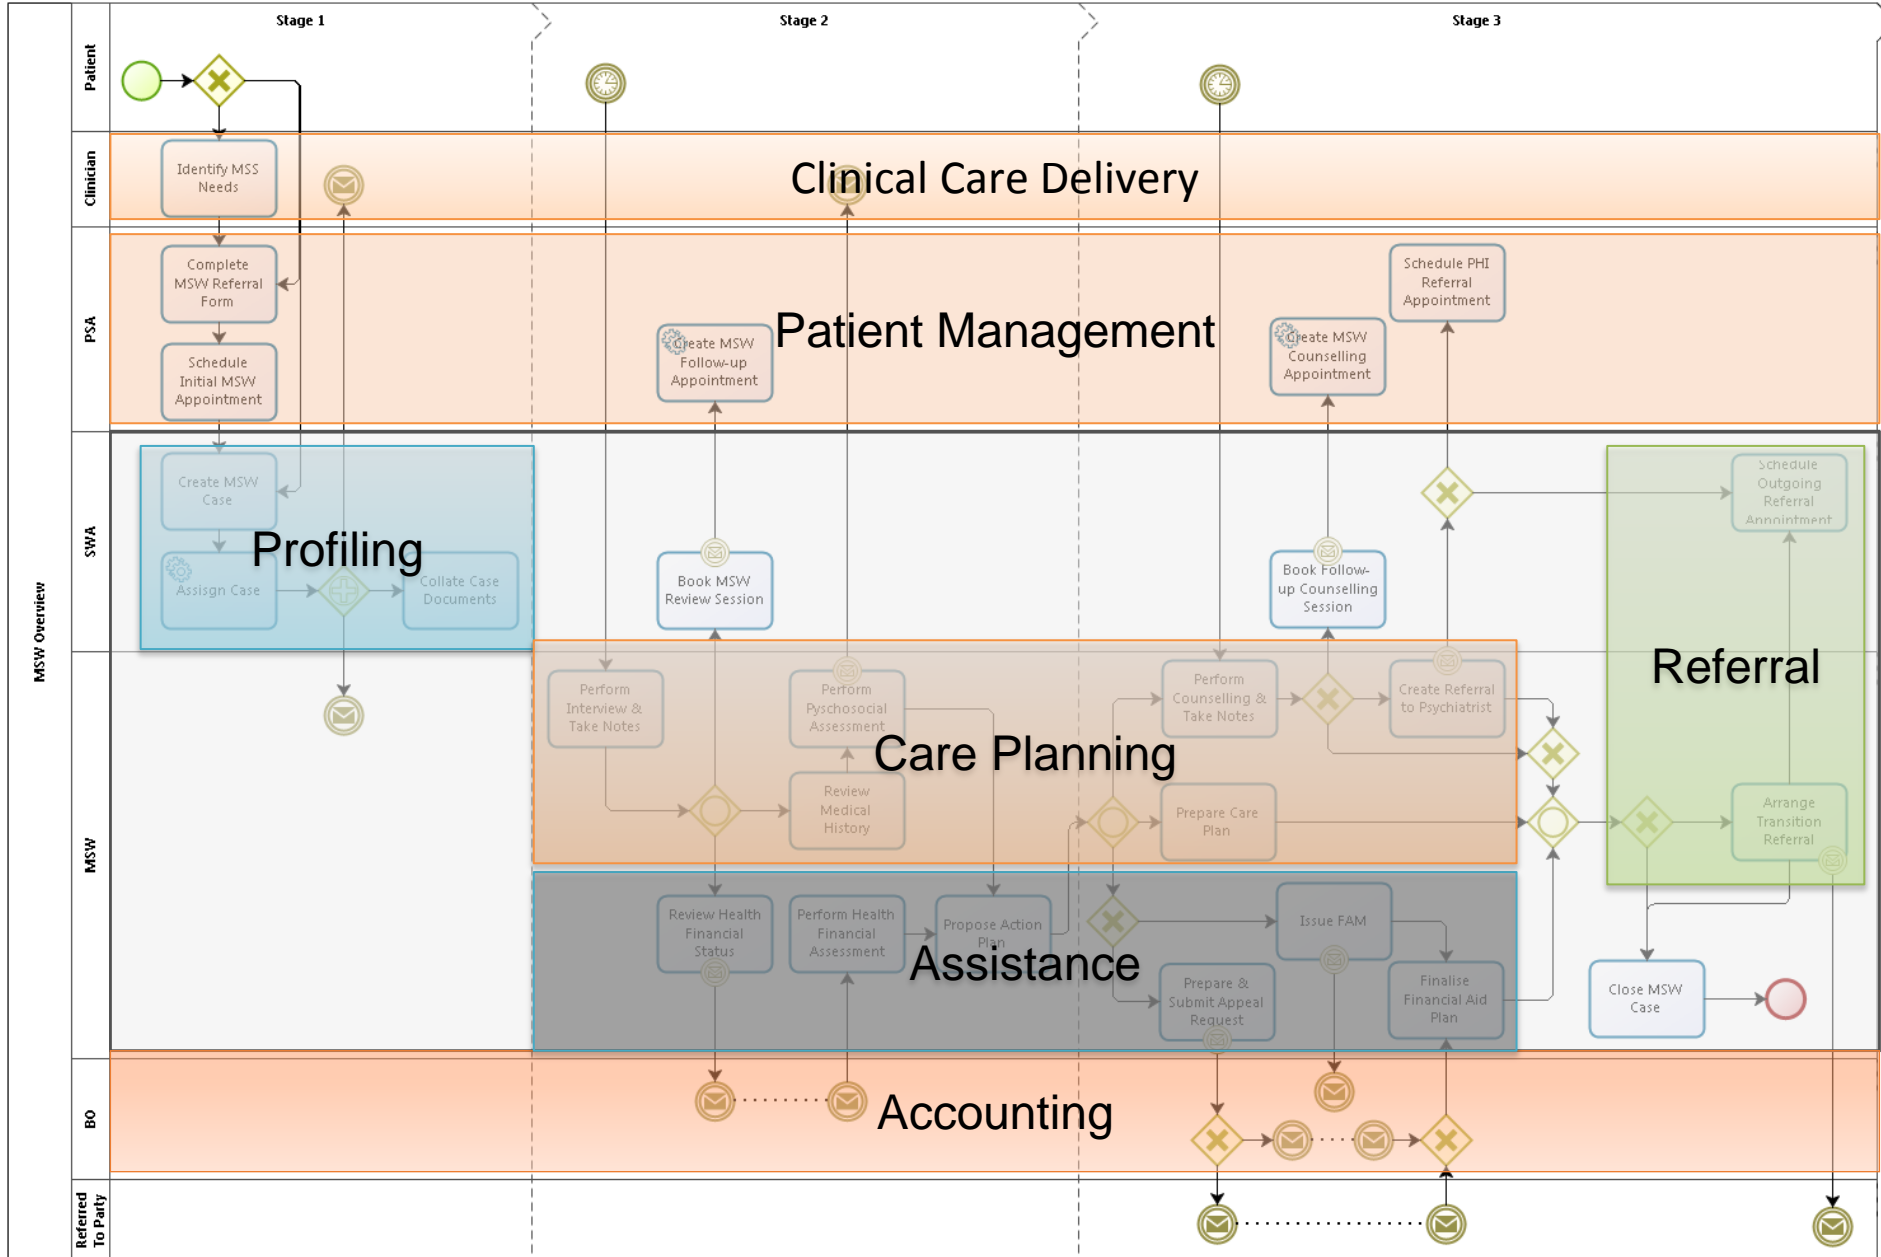 Stage 1
Stage 2
Stage 3
MSW Overview
Patient
Clinician
Identify MSS
Needs
Clinical Care Delivery
PSA
Complete
MSW Referral
Form
Schedule
Initial MSW
Appointment
Create MSW
Follow-up
Appointment
Patient Management
Create MSW
Counselling
Appointment
Schedule PHI
Referral
Appointment
SWA
Create MSW
Case
Profiling
Assisgn Case
Collate Case
Documents
Book MSW
Review Session
Book Follow-
up Counselling
Session
Schedule
Outgoing
Referral
Appointment
Referral
MSW
Perform
Interview &
Take Notes
Perform
Pyschosocial
Assessment
Care Planning
Review
Medical
History
Perform
Counselling &
Take Notes
Create Referral
to Psychiatrist
Prepare Care
Plan
Arrange
Transition
Referral
Review Health
Financial
Status
Perform Health
Financial
Assessment
Propose Action
Plan
Assistance
Issue FAM
Prepare &
Submit Appeal
Request
Finalise
Financial Aid
Plan
Close MSW
Case
BO
Accounting
Referred
To Party